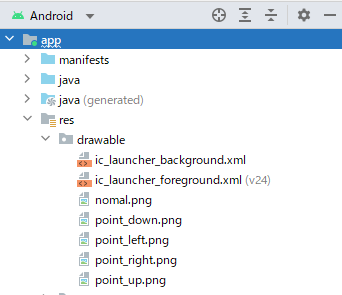 Android
app
manifests
java
java (generated)
res
drawable
ic_launcher_background.xml
ic_launcher_foreground.xml (v24)
nomal.png
point_down.png
point_left.png
point_right.png
point_up.png